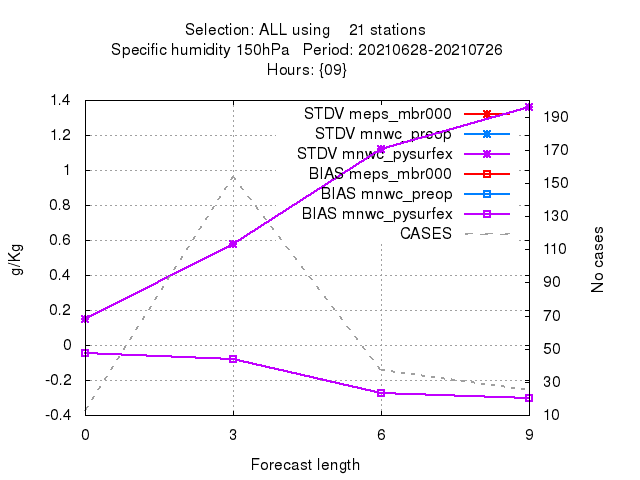 Selection: ALL using 21 stations
Specific humidity 150hPa Period: 20210628-20210726
Hours: {09}
1.4
1.2
1
0.8
0.6
0.4
0.2
0
-0.2
-0.4
g/Kg
STDV meps_mbr000
STDV mnwc_preop
STDV mnwc_pysurfex
BIAS meps_mbr000
BIAS mnwc_preop
BIAS mnwc_pysurfex
CASES
190
170
150
130
110
90
70
50
30
10
No cases
0 3 6 9
Forecast length